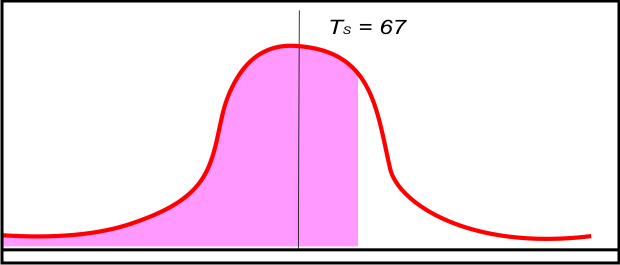 Ts = 67